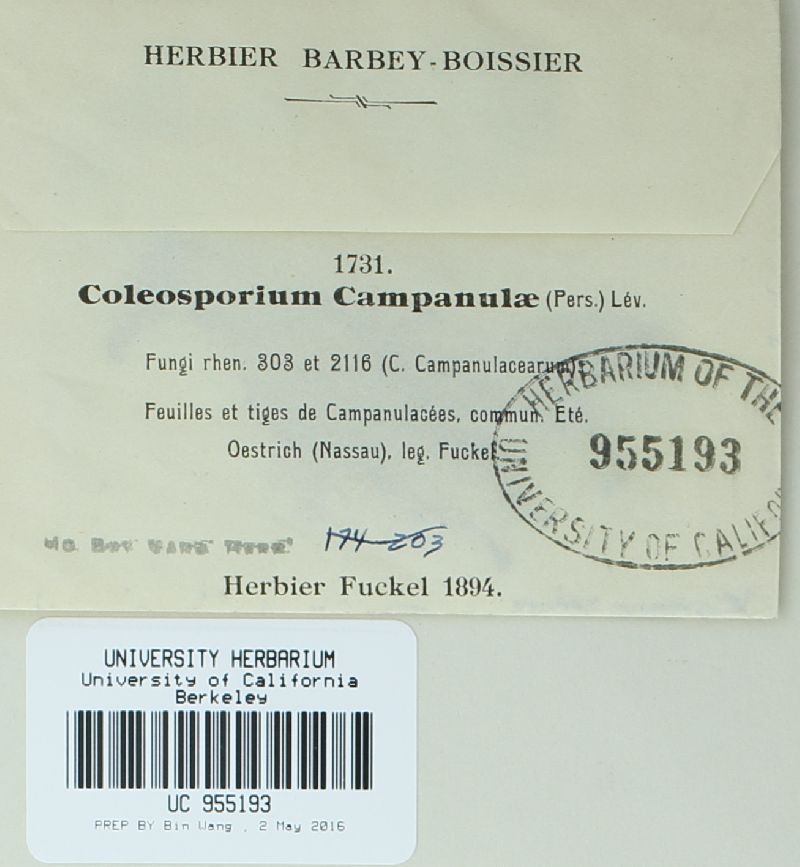 HERBIER BARBEY-BOISSIER
1731.
Coleosporium Campanulæ (Pers.) Lév.
Fungi rhen. 303 et 2116 (C. Campanulacearum).
Feuilles et tiges de Campanulacées, commun. Eté.
Oestrich (Nassau), leg. Fuckel
HERBARIUM OF THE
955193
UNIVERSITY OF CALIFO
174-203
Herbier Fuckel 1894.
UNIVERSITY HERBARIUM
University of California
Berkeley
UC 955193
PREP BY Bin Wang , 2 May 2016